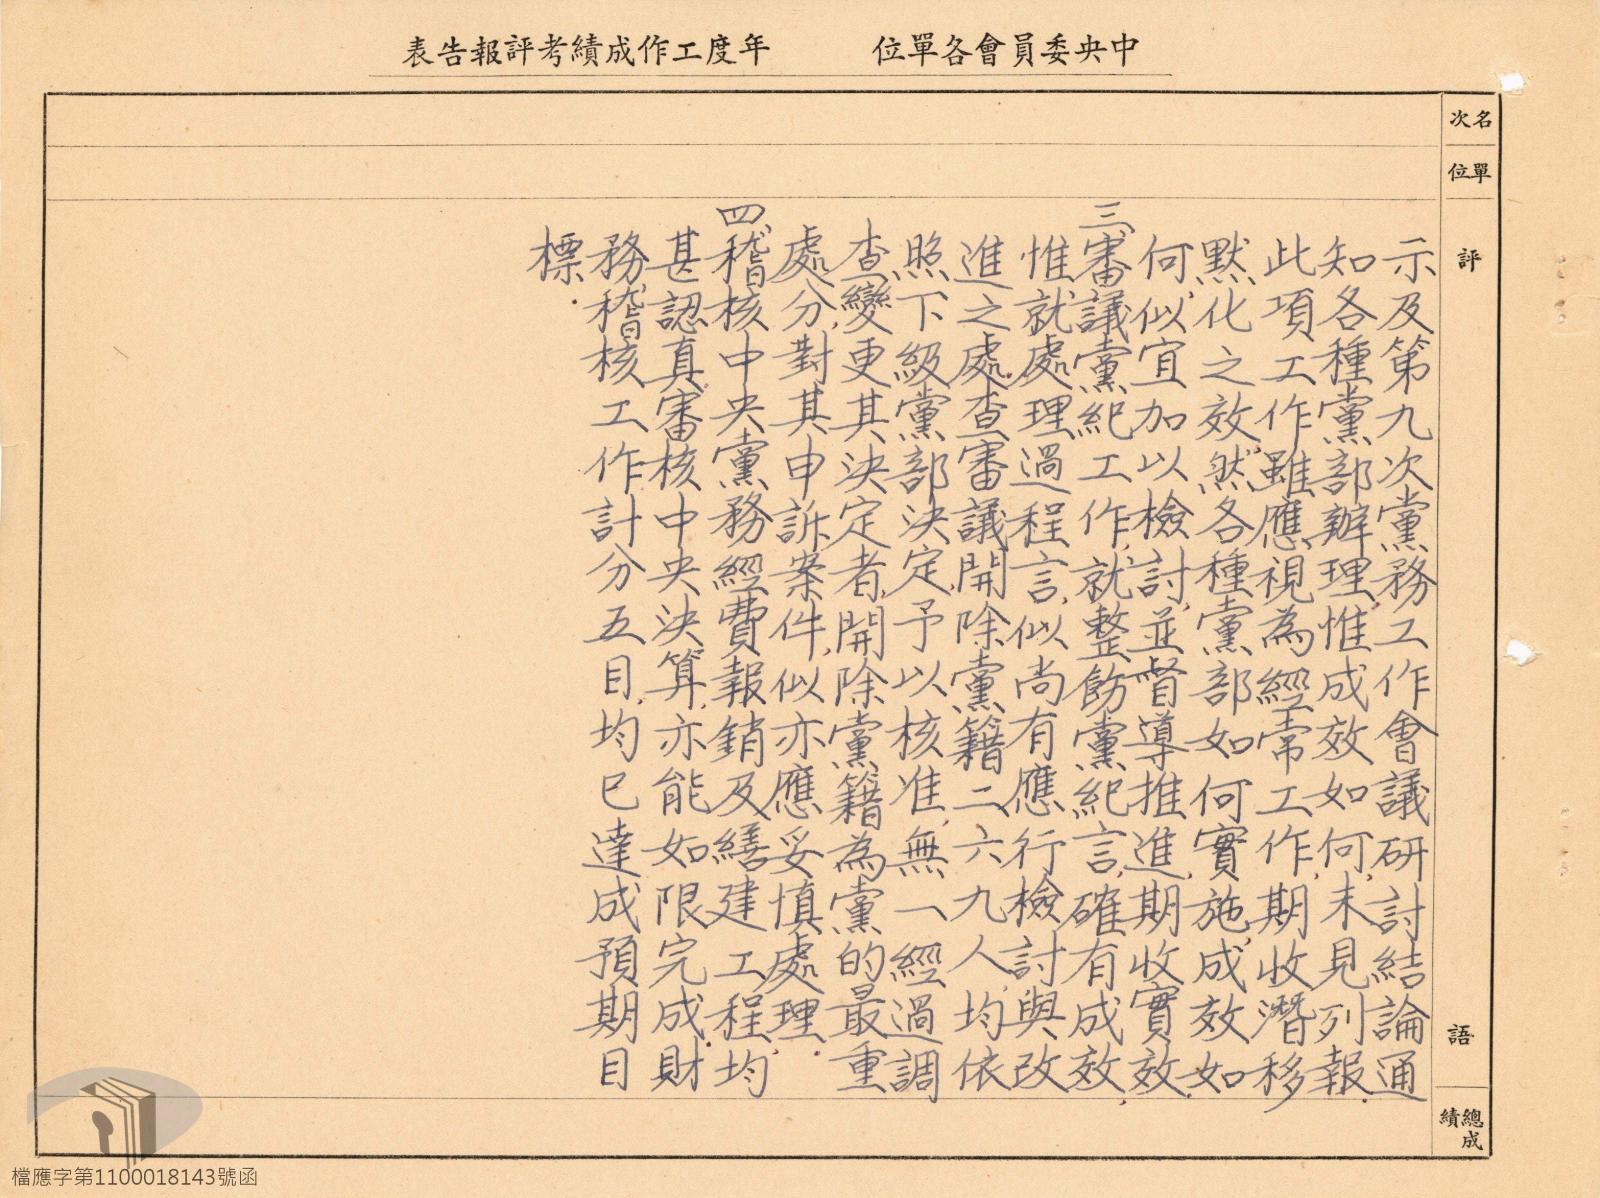 中央委員會各單位　　年度工作成績考評報告表
名次
單位
評語
總成績
示及第九次黨務工作會議研討結論通
知各種黨部辦理，惟成效如何，未見列報。
此項工作雖應視為經常工作，期收潛移
默化之效，然各種黨部如何實施，成效如
何，似宜加以檢討，並督導推進，期收實效。
三、審議黨紀工作，就整飭黨紀言，確有成效，
惟就處理過程言，似尚有應行檢討與改
進之處。查審議開除黨籍二六九人，均依
照下級黨部決定予以核准，無一經過調
查變更其決定者，開除黨籍為黨的最重
處分，對其申訴案件，似亦應妥慎處理。
四、稽核中央黨務經費報銷及繕建工程，均
甚認真。審核中央決算，亦能如限完成。財
務稽核工作計分五目，均已達成預期目
標。
檔應字第1100018143號函